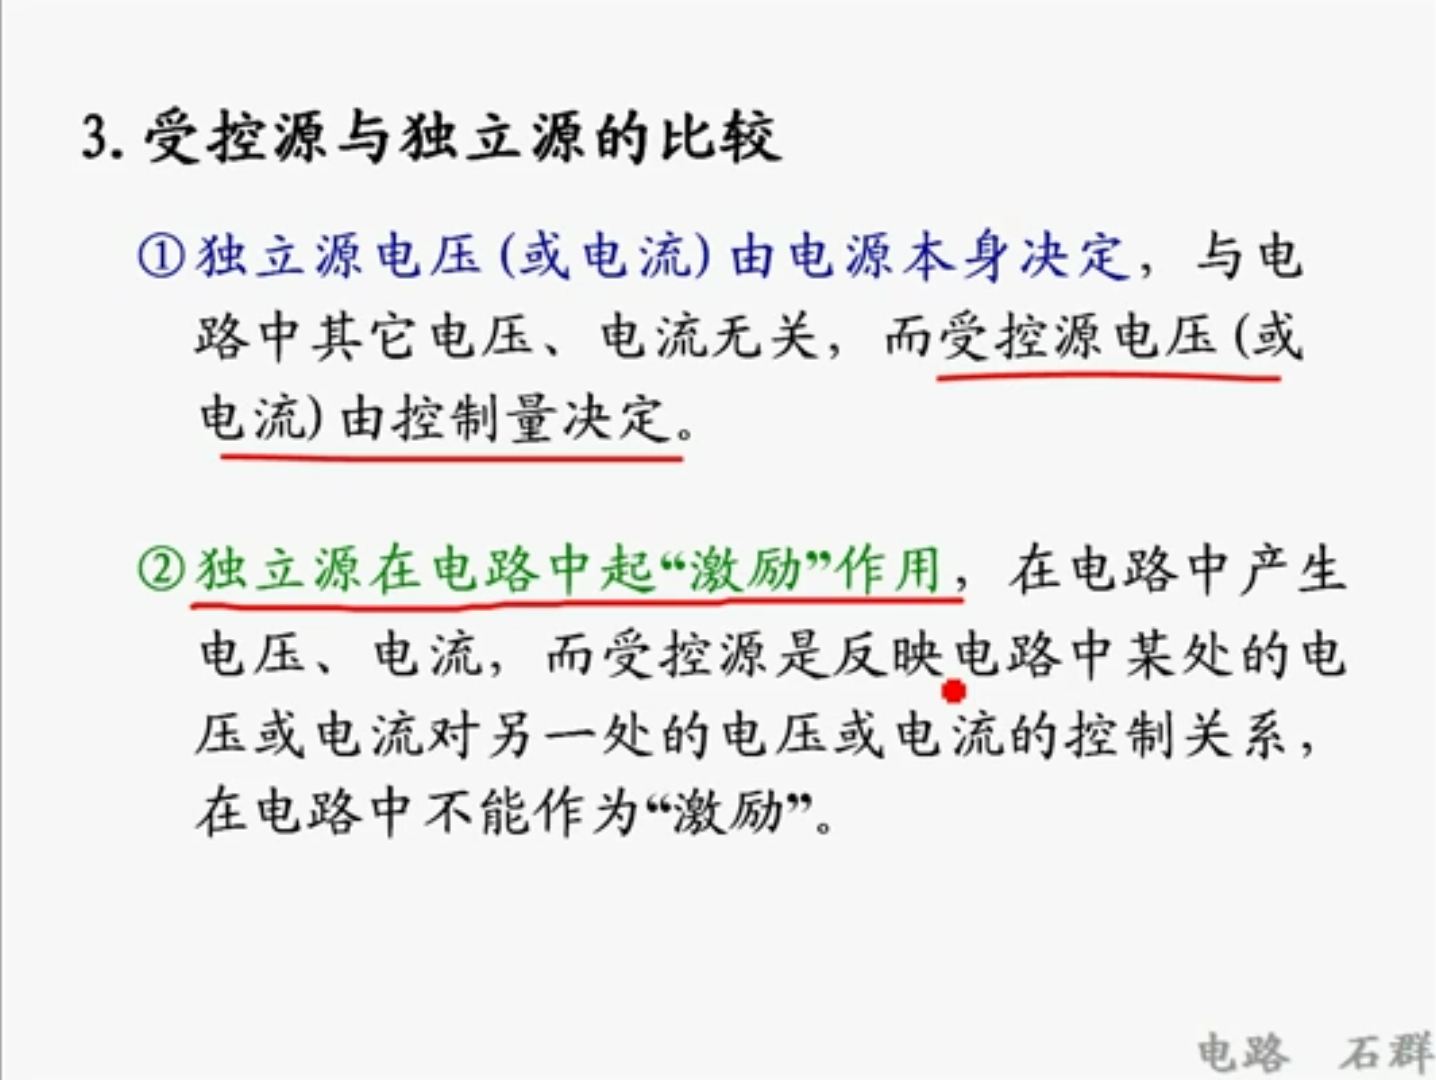 3. 受控源与独立源的比较
①独立源电压(或电流)由电源本身决定，与电
路中其它电压、电流无关，而受控源电压(或
电流)由控制量决定。
②独立源在电路中起“激励”作用，在电路中产生
电压、电流，而受控源是反映电路中某处的电
压或电流对另一处的电压或电流的控制关系，
在电路中不能作为“激励”。
电路 石群